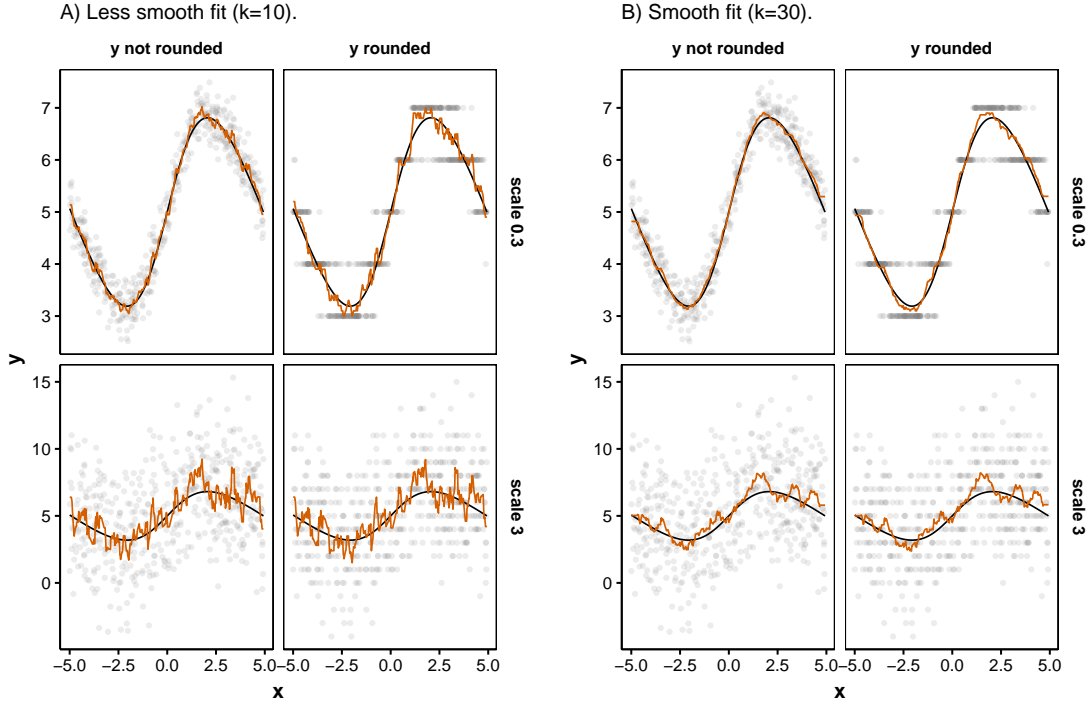 A) Less smooth fit (k=10).
B) Smooth fit (k=30).
y not rounded
y rounded
y not rounded
y rounded
7
6
5
4
3
scale 0.3
7
6
5
4
3
scale 0.3
y
y
15
10
5
0
scale 3
15
10
5
0
scale 3
−5.0 −2.5 0.0 2.5 5.0 −5.0 −2.5 0.0 2.5 5.0
−5.0 −2.5 0.0 2.5 5.0 −5.0 −2.5 0.0 2.5 5.0
x
x